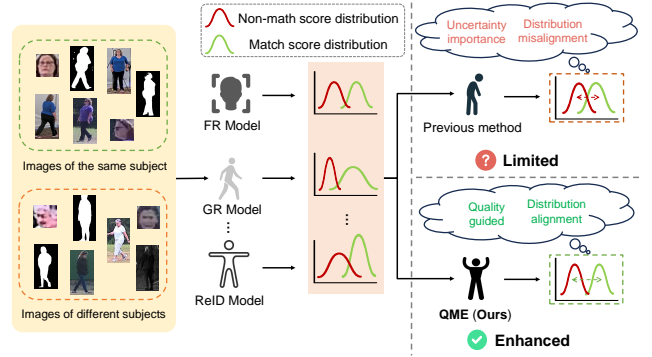 Non-math score distribution
Match score distribution
Images of the same subject
Images of different subjects
FR Model
GR Model
ReID Model
Uncertainty
importance
Distribution
misalignment
Previous method
? Limited
Quality
guided
Distribution
alignment
QME (Ours)
Enhanced